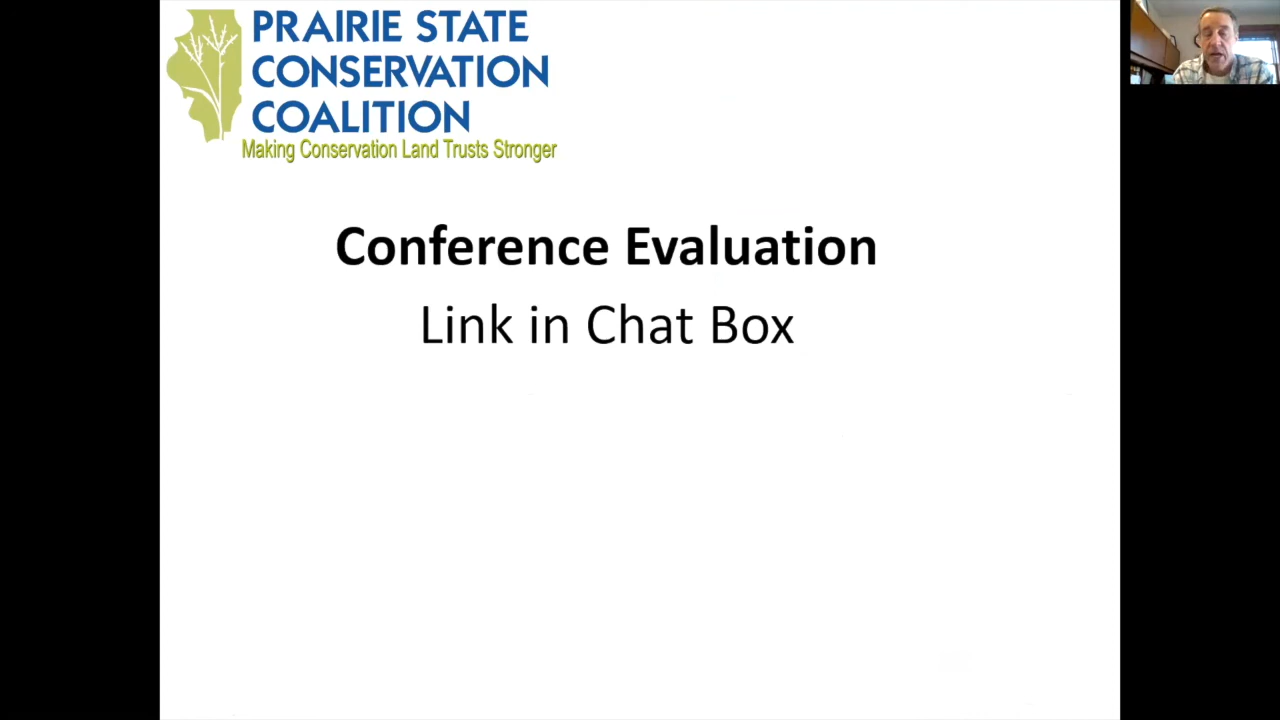 PRAIRIE STATE
CONSERVATION
COALITION
Making Conservation Land Trusts Stronger
Conference Evaluation
Link in Chat Box